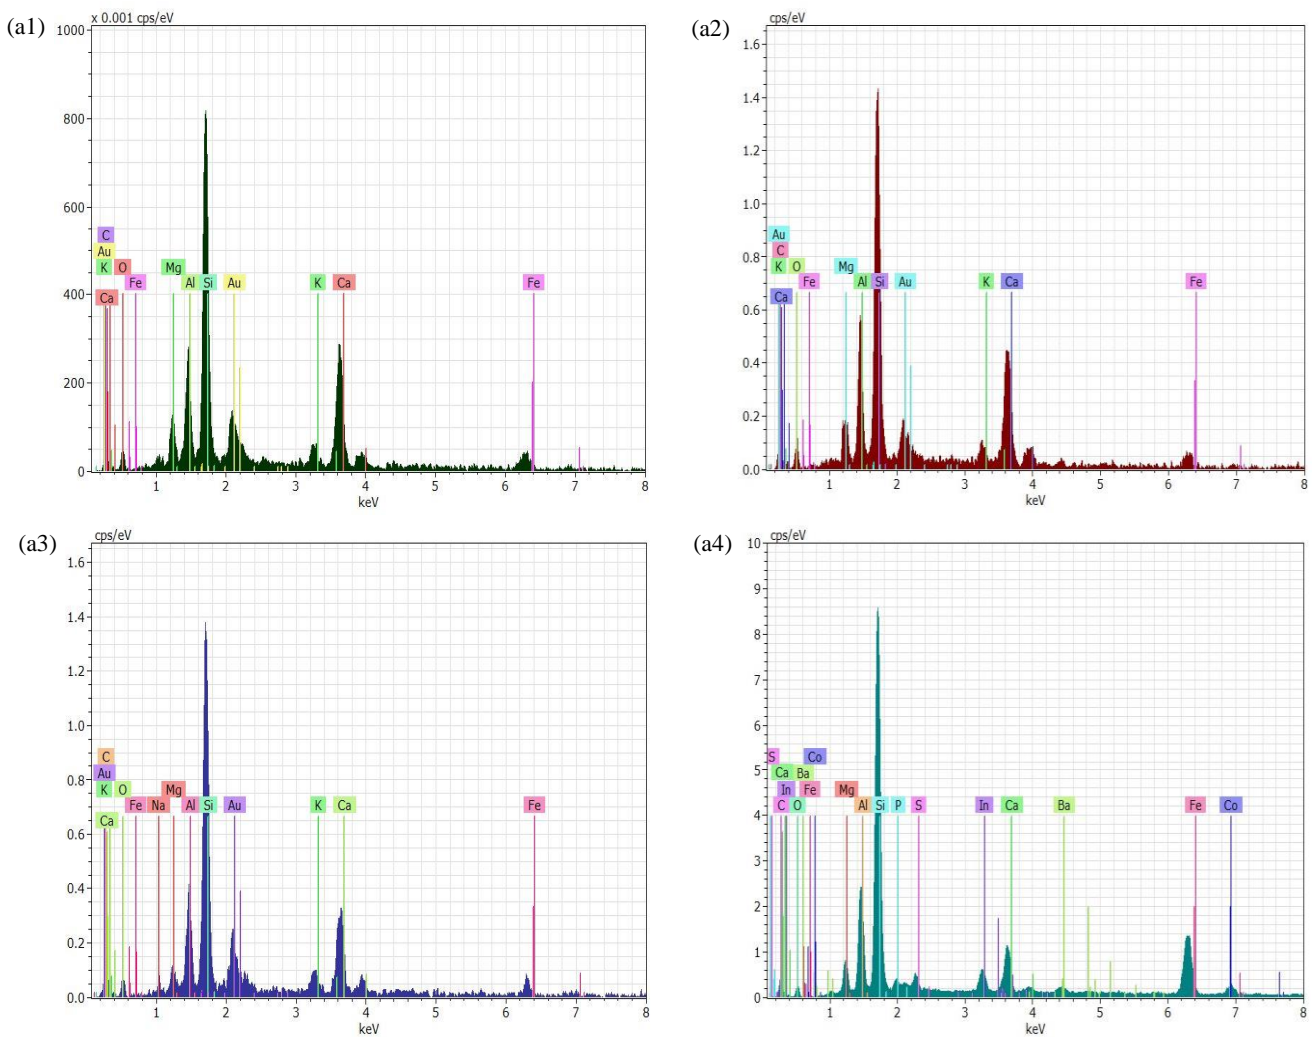 (a1)
x 0.001 cps/eV
1000
800
600
400
200
0
C
Au
K O Mg
Fe Al Si Au K Ca Fe
Ca
1 2 3 4 5 6 7 8
keV
(a2)
cps/eV
1.6
1.4
1.2
1.0
0.8
0.6
0.4
0.2
0.0
Au
C
K O Mg
Fe Al Si Au K Ca Fe
Ca
1 2 3 4 5 6 7 8
keV
(a3)
cps/eV
1.6
1.4
1.2
1.0
0.8
0.6
0.4
0.2
0.0
C
Au
K O Mg
Fe Na Al Si Au K Ca Fe
Ca
1 2 3 4 5 6 7 8
keV
(a4)
cps/eV
10
9
8
7
6
5
4
3
2
1
0
S Co
Ca Ba
In Fe Mg
C O Al Si P S In Ca Ba Fe Co
1 2 3 4 5 6 7 8
keV